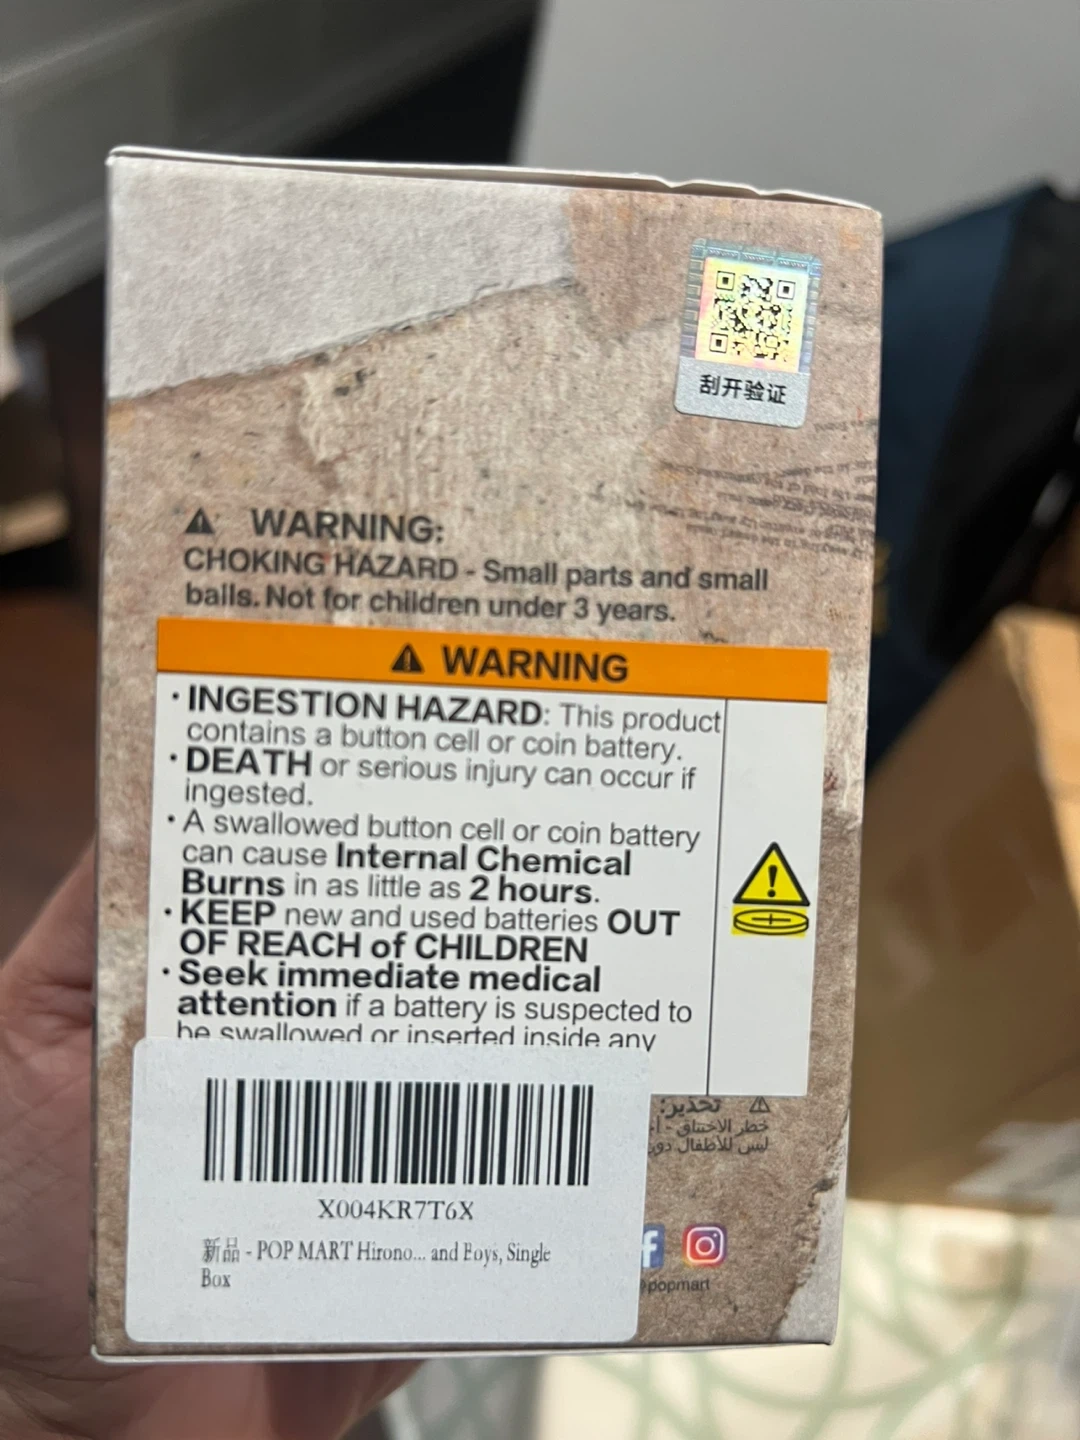 刮开验证
WARNING:
CHOKING HAZARD - Small parts and small
balls. Not for children under 3 years.
WARNING
· INGESTION HAZARD: This product
contains a button cell or coin battery.
· DEATH or serious injury can occur if
ingested.
· A swallowed button cell or coin battery
can cause Internal Chemical
Burns in as little as 2 hours.
· KEEP new and used batteries OUT
OF REACH of CHILDREN
· Seek immediate medical
attention if a battery is suspected to
be swallowed or inserted inside any
تحذير:
خطر الاختناق -
ليس للأطفال
X004KR7T6X
新品 - POP MART Hirono... and Boys, Single
Box
popmart